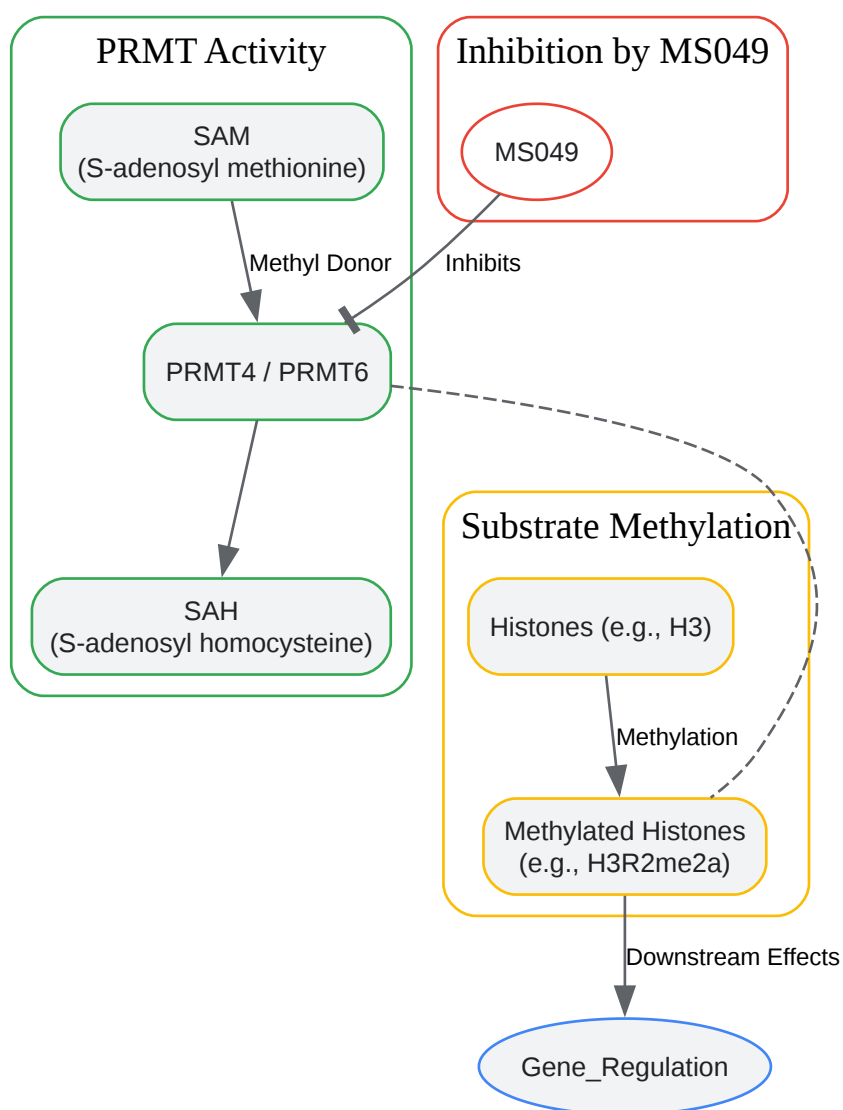 PRMT Activity
Inhibition by MS049
SAM
(S-adenosyl methionine)
MS049
Methyl Donor
Inhibits
PRMT4 / PRMT6
Substrate Methylation
SAH
(S-adenosyl homocysteine)
Histones (e.g., H3)
Methylation
Methylated Histones
(e.g., H3R2me2a)
Downstream Effects
Gene_Regulation